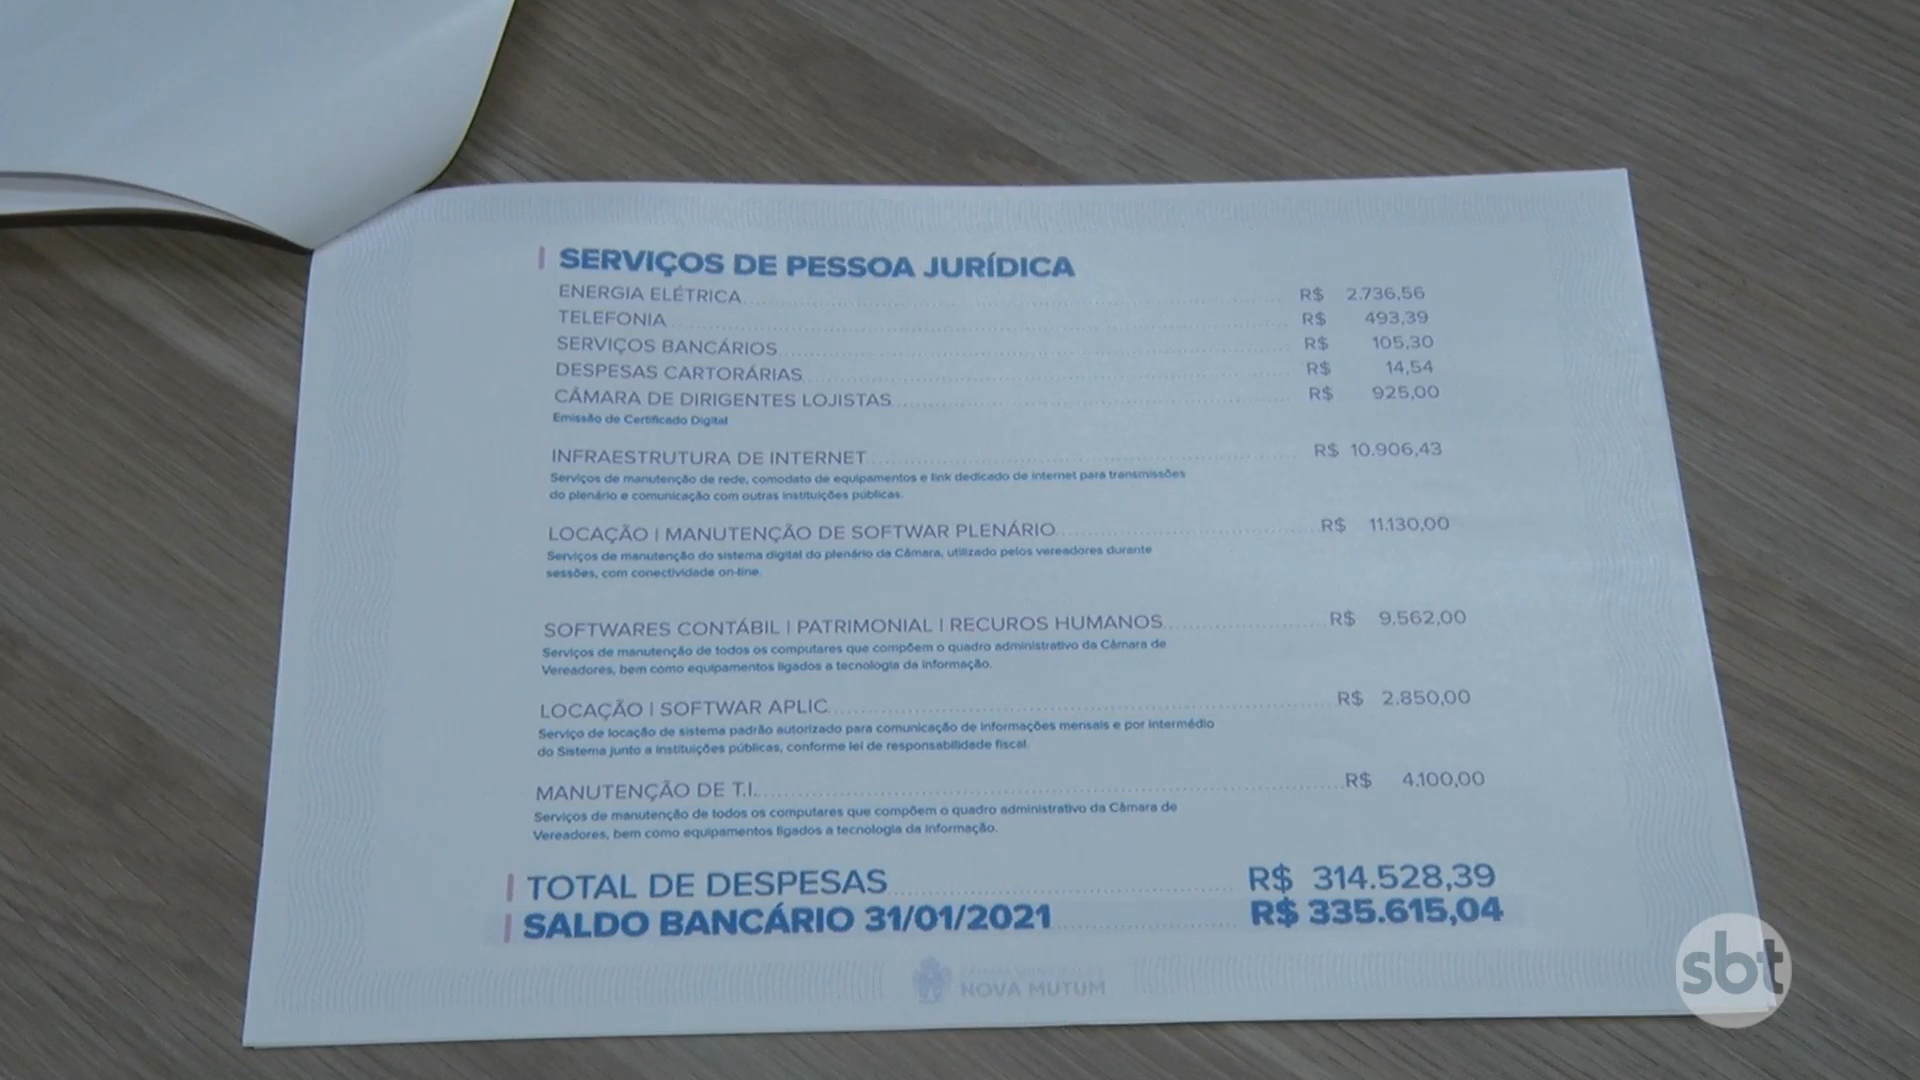 SERVIÇOS DE PESSOA JURÍDICA
ENERGIA ELÉTRICA R$ 2.736,56
TELEFONIA R$ 493,39
SERVIÇOS BANCÁRIOS R$ 105,30
DESPESAS CARTORÁRIAS R$ 14,54
CÂMARA DE DIRIGENTES LOJISTAS R$ 925,00
Emissão de Certificado Digital
INFRAESTRUTURA DE INTERNET R$ 10.906,43
Serviços de manutenção de rede, comodato de equipamentos e link dedicado de internet para transmissões
do plenário e comunicação com outras instituições públicas.
LOCAÇÃO | MANUTENÇÃO DE SOFTWAR PLENÁRIO R$ 11.130,00
Serviços de manutenção do sistema digital do plenário da Câmara, utilizado pelos vereadores durante
sessões, com conectividade on-line.
SOFTWARES CONTÁBIL | PATRIMONIAL | RECUROS HUMANOS R$ 9.562,00
Serviços de manutenção de todos os computares que compõem o quadro administrativo da Câmara de
Vereadores, bem como equipamentos ligados a tecnologia da informação.
LOCAÇÃO | SOFTWAR APLIC R$ 2.850,00
Serviço de locação de sistema padrão autorizado para comunicação de informações mensais e por intermédio
do Sistema junto a instituições públicas, conforme lei de responsabilidade fiscal.
MANUTENÇÃO DE T.I. R$ 4.100,00
Serviços de manutenção de todos os computares que compõem o quadro administrativo da Câmara de
Vereadores, bem como equipamentos ligados a tecnologia da informação.
TOTAL DE DESPESAS R$ 314.528,39
SALDO BANCÁRIO 31/01/2021 R$ 335.615,04
CÂMARA MUNICIPAL DE
NOVA MUTUM
sbt